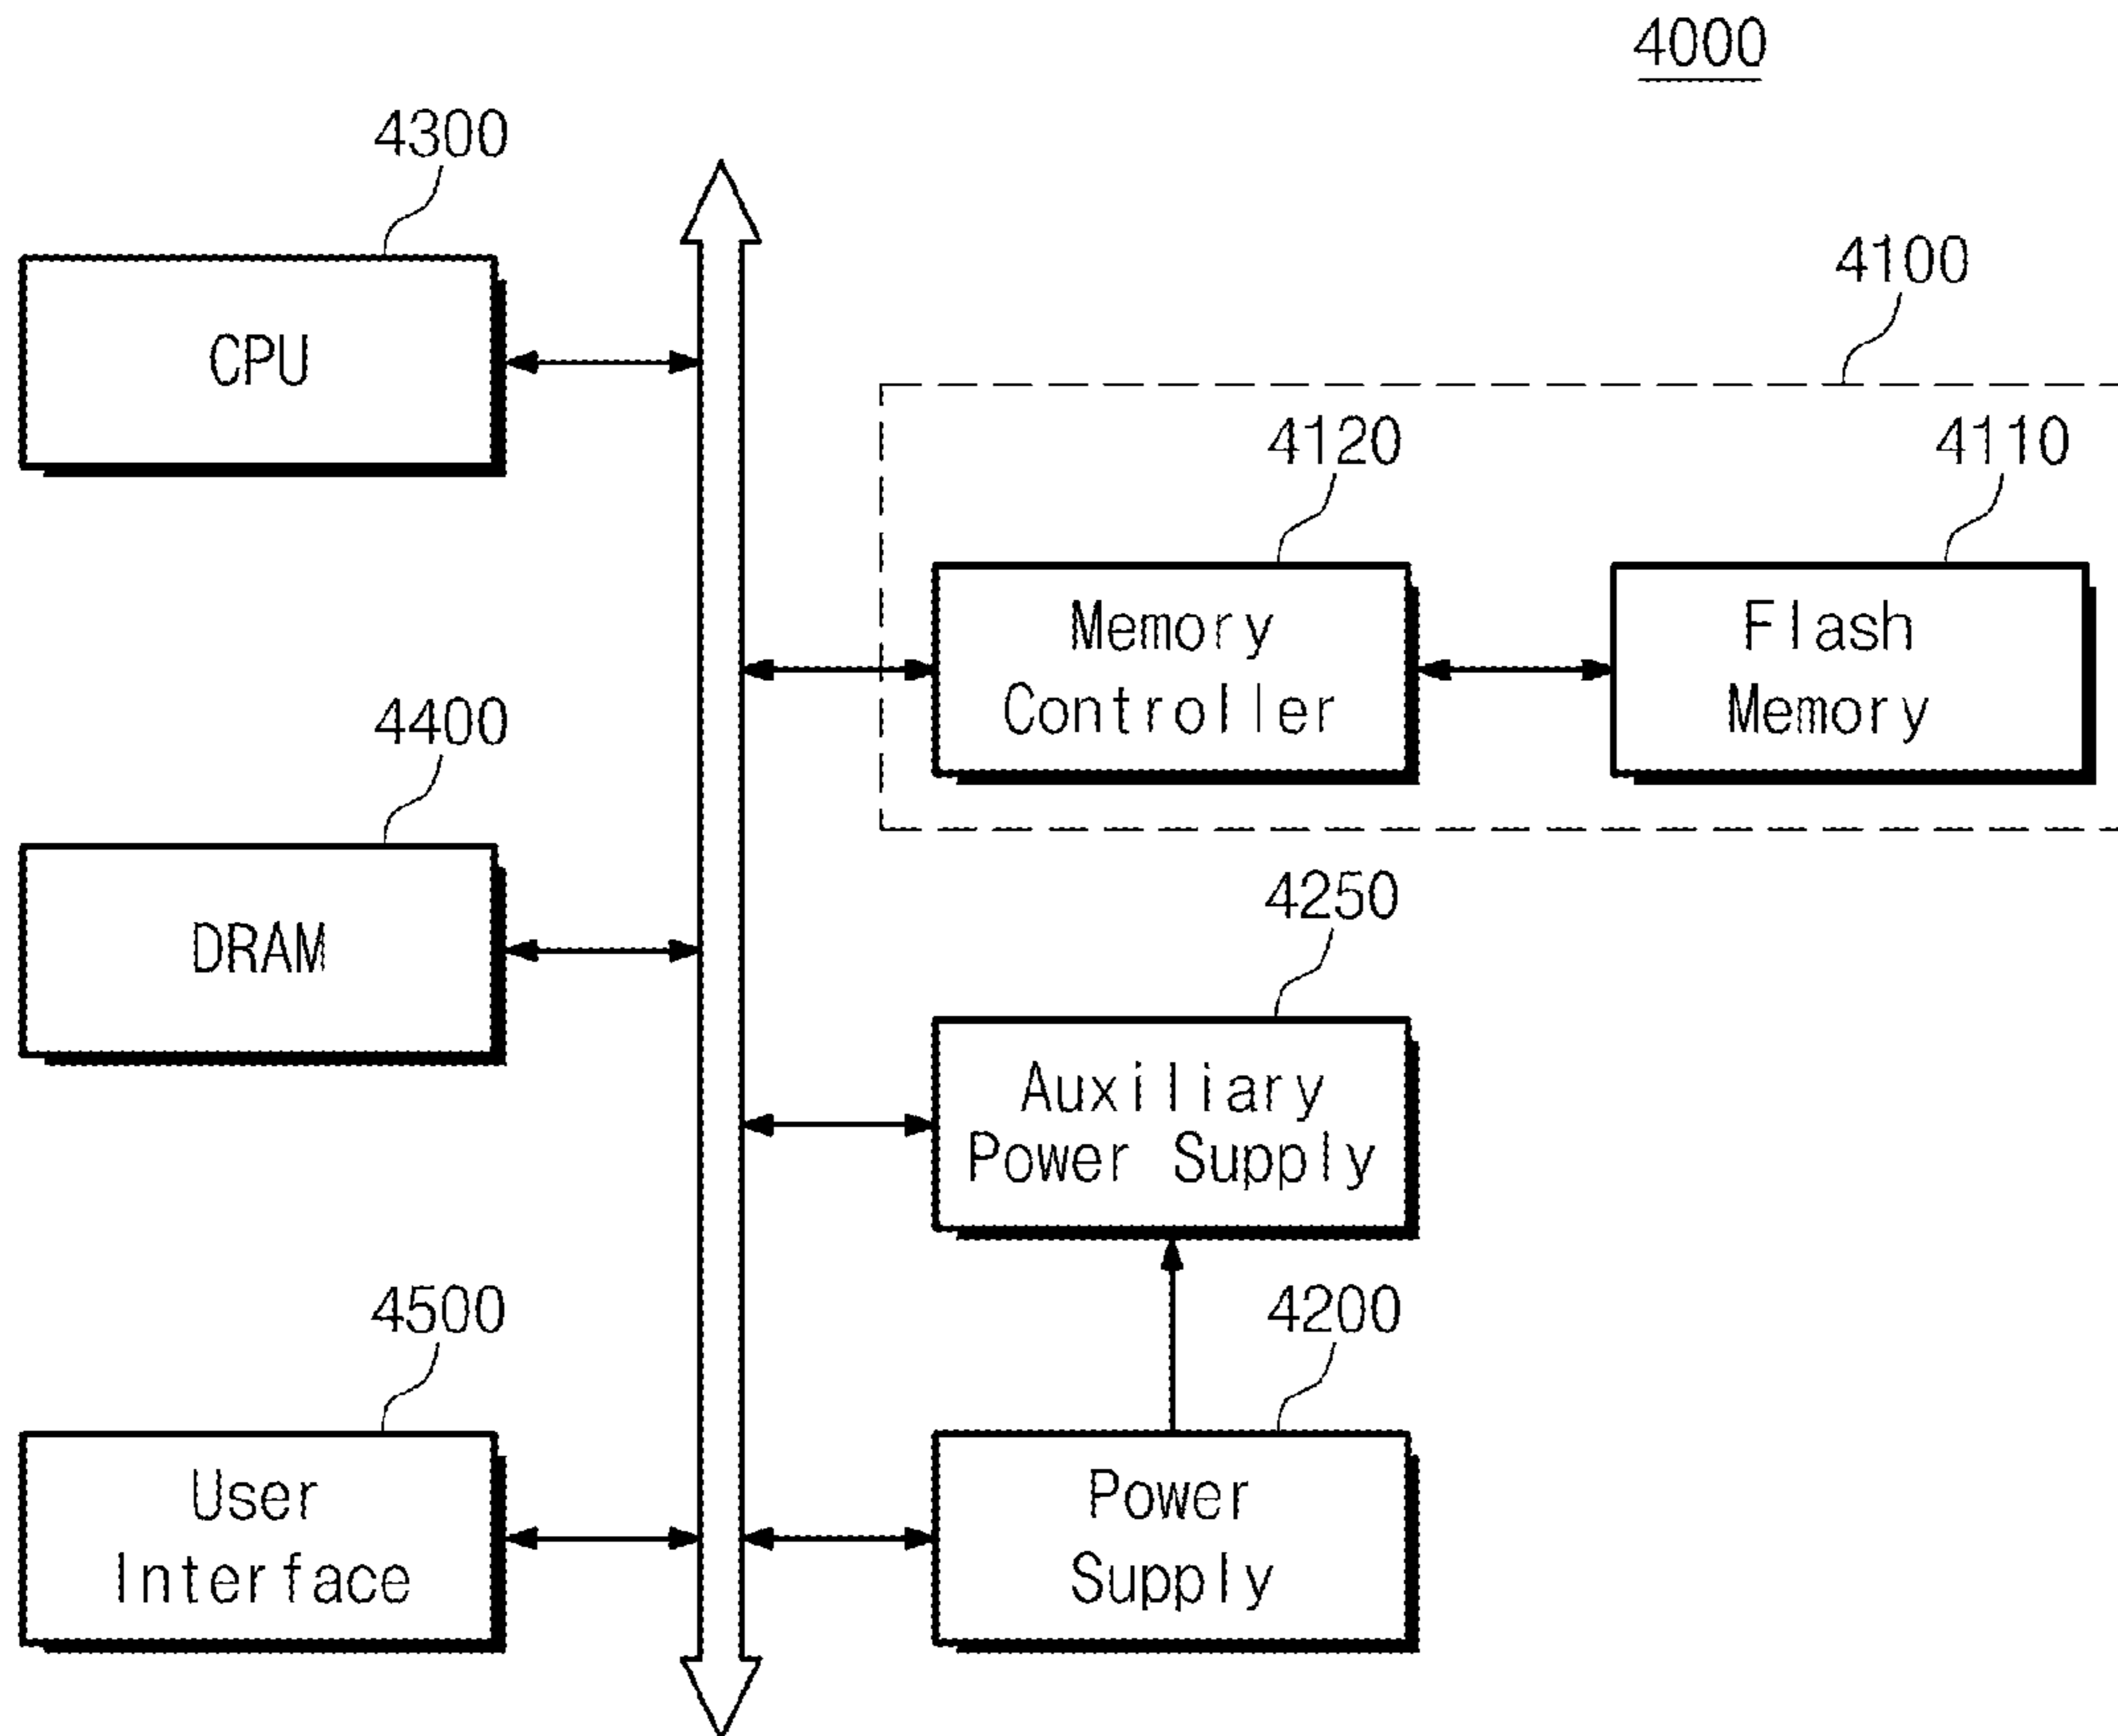 4000
4300
CPU
4100
4120
4110
Memory
Controller
Flash
Memory
4400
DRAM
4250
Auxiliary
Power Supply
4500
User
Interface
4200
Power
Supply